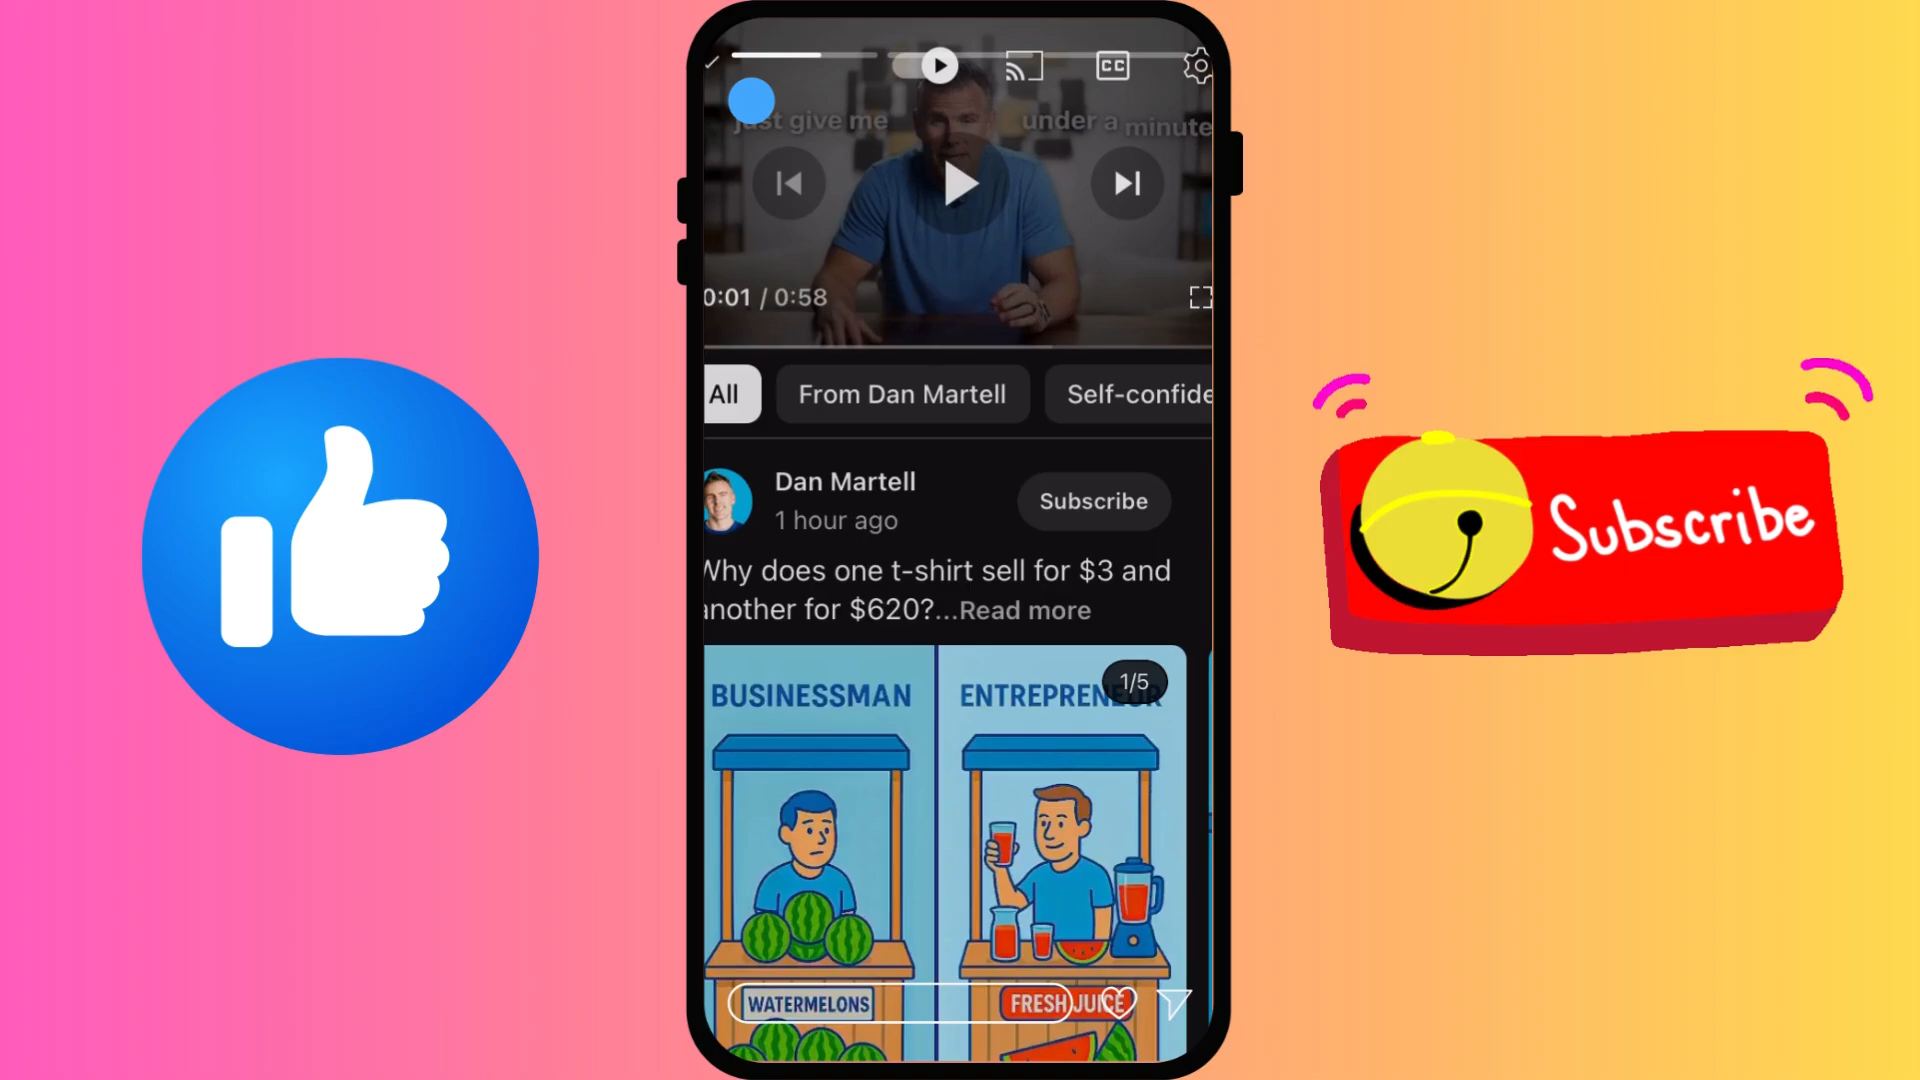 CC
just give me under a minute
0:01 / 0:58
All From Dan Martell Self-confide
Dan Martell
1 hour ago
Subscribe
Why does one t-shirt sell for $3 and
another for $620?...Read more
1/5
BUSINESSMAN ENTREPRENEUR
WATERMELONS FRESH JUICE
Subscribe